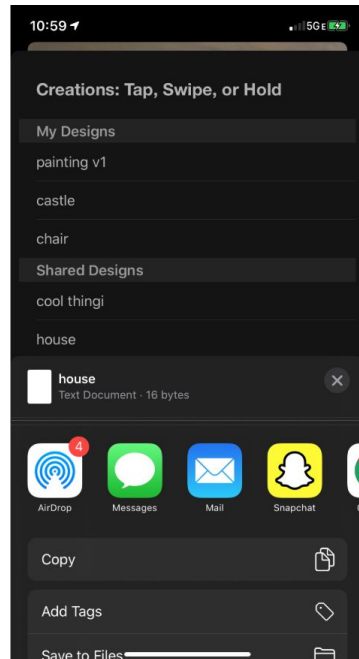 10:59
5G E
Creations: Tap, Swipe, or Hold
My Designs
painting v1
castle
chair
Shared Designs
cool thingi
house
house
Text Document · 16 bytes
4
AirDrop Messages Mail Snapchat
Copy
Add Tags
Save to Files